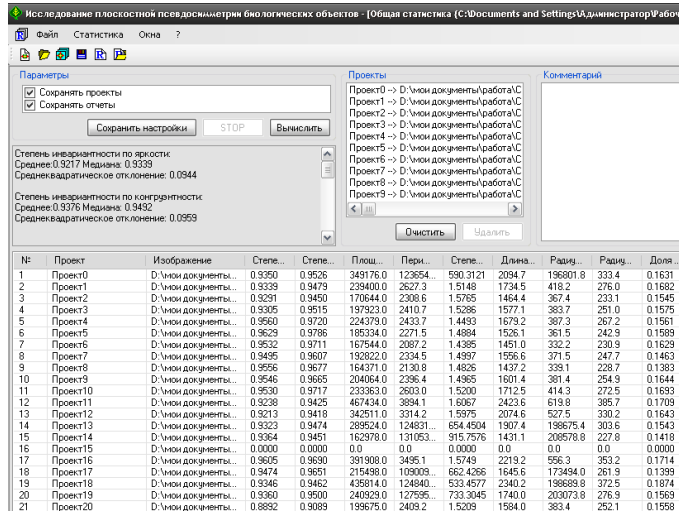 Исследование плоскостной псевдосимметрии биологических объектов - [Общая статистика (C:\Documents and Settings\Администратор\Рабоч
Файл Статистика Окна ?
Параметры
Сохранять проекты
Сохранять отчеты
Сохранить настройки STOP Вычислить
Степень инвариантности по яркости:
Среднее:0.9217 Медиана: 0.9339
Среднеквадратическое отклонение: 0.0944
Степень инвариантности по конгруэнтности:
Среднее:0.9376 Медиана: 0.9492
Среднеквадратическое отклонение: 0.0959
Проекты
Проект0 --> D:\мои документы\работа\С
Проект1 --> D:\мои документы\работа\С
Проект2 --> D:\мои документы\работа\С
Проект3 --> D:\мои документы\работа\С
Проект4 --> D:\мои документы\работа\С
Проект5 --> D:\мои документы\работа\С
Проект6 --> D:\мои документы\работа\С
Проект7 --> D:\мои документы\работа\С
Проект8 --> D:\мои документы\работа\С
Проект9 --> D:\мои документы\работа\С
Очистить Удалить
Комментарий
№ Проект Изображение Степе... Степе... Площ... Пери... Степе... Длина... Радиу... Радиу... Доля ...
1 Проект0 D:\мои документы... 0.9350 0.9526 349176.0 123654... 590.3121 2094.7 196801.8 333.4 0.1631
2 Проект1 D:\мои документы... 0.9339 0.9479 239400.0 2627.3 1.5148 1734.5 418.2 276.0 0.1682
3 Проект2 D:\мои документы... 0.9291 0.9450 170644.0 2308.6 1.5765 1464.4 367.4 233.1 0.1545
4 Проект3 D:\мои документы... 0.9305 0.9515 197923.0 2410.7 1.5286 1577.1 383.7 251.0 0.1575
5 Проект4 D:\мои документы... 0.9560 0.9720 224379.0 2433.7 1.4493 1679.2 387.3 267.2 0.1561
6 Проект5 D:\мои документы... 0.9629 0.9786 185334.0 2271.5 1.4884 1526.1 361.5 242.9 0.1589
7 Проект6 D:\мои документы... 0.9532 0.9711 167544.0 2087.2 1.4385 1451.0 332.2 230.9 0.1629
8 Проект7 D:\мои документы... 0.9495 0.9607 192822.0 2334.5 1.4997 1556.6 371.5 247.7 0.1463
9 Проект8 D:\мои документы... 0.9556 0.9677 164371.0 2130.8 1.4826 1437.2 339.1 228.7 0.1383
10 Проект9 D:\мои документы... 0.9546 0.9665 204064.0 2396.4 1.4965 1601.4 381.4 254.9 0.1644
11 Проект10 D:\мои документы... 0.9530 0.9717 233363.0 2603.0 1.5200 1712.5 414.3 272.5 0.1693
12 Проект11 D:\мои документы... 0.9238 0.9425 467434.0 3894.1 1.6067 2423.6 619.8 385.7 0.1709
13 Проект12 D:\мои документы... 0.9213 0.9418 342511.0 3314.2 1.5975 2074.6 527.5 330.2 0.1643
14 Проект13 D:\мои документы... 0.9323 0.9474 289524.0 124831... 654.4504 1907.4 198675.4 303.6 0.1543
15 Проект14 D:\мои документы... 0.9364 0.9451 162978.0 131053... 915.7576 1431.1 208578.8 227.8 0.1418
16 Проект15 D:\мои документы... 0.0000 0.0000 0.0 0.0 0.0000 0.0 0.0 0.0 0.0000
17 Проект16 D:\мои документы... 0.9605 0.9690 391908.0 3495.1 1.5749 2219.2 556.3 353.2 0.1714
18 Проект17 D:\мои документы... 0.9474 0.9651 215498.0 109009... 662.4266 1645.6 173494.0 261.9 0.1399
19 Проект18 D:\мои документы... 0.9346 0.9462 435814.0 124840... 533.4577 2340.2 198689.8 372.5 0.1874
20 Проект19 D:\мои документы... 0.9360 0.9500 240929.0 127595... 733.3045 1740.0 203073.8 276.9 0.1569
21 Проект20 D:\мои документы... 0.8892 0.9089 199675.0 2409.2 1.5209 1584.0 383.4 252.1 0.1558